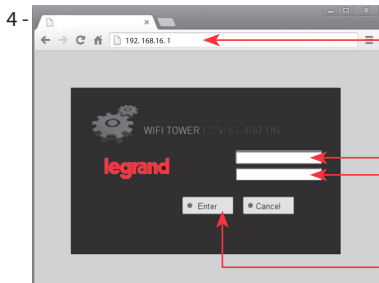 4 -
192.168.16.1
WIFI TOWER CONFIGURATION
legrand
Enter
Cancel